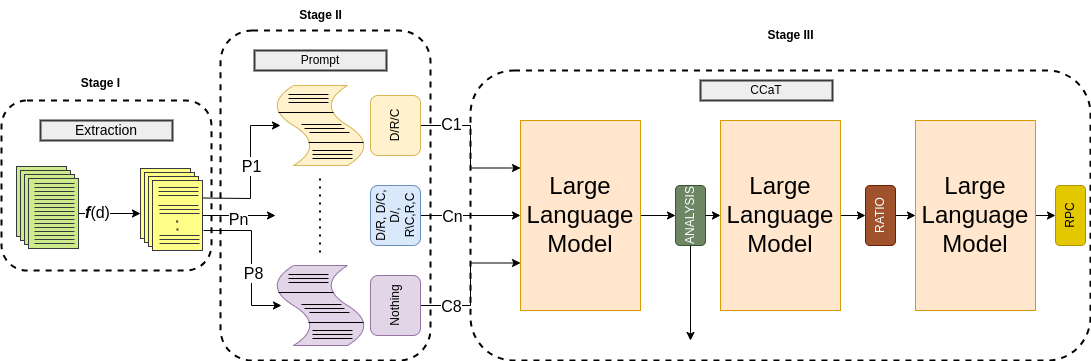 Stage I
Extraction
f(d)
P1
Pn
P8
Stage II
Prompt
D/R/C
D/R, D/C,
D/,
R\C,R,C
Nothing
C1
Cn
C8
Stage III
CCaT
Large
Language
Model
ANALYSIS
Large
Language
Model
RATIO
Large
Language
Model
RPC